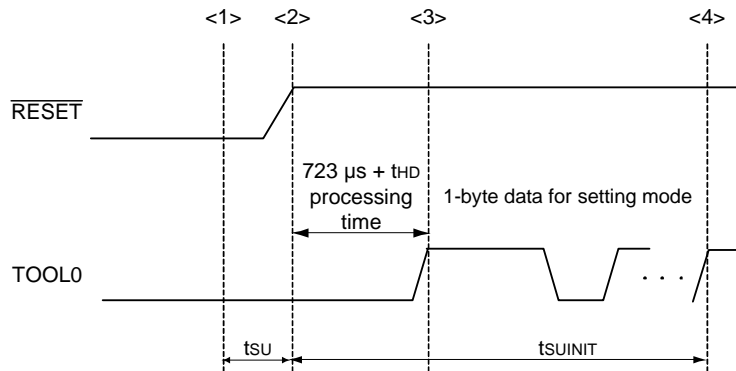 <1> <2> <3> <4>
RESET
723 µs + tHD
processing
time
1-byte data for setting mode
TOOL0
. . .
tSU
tSUINIT